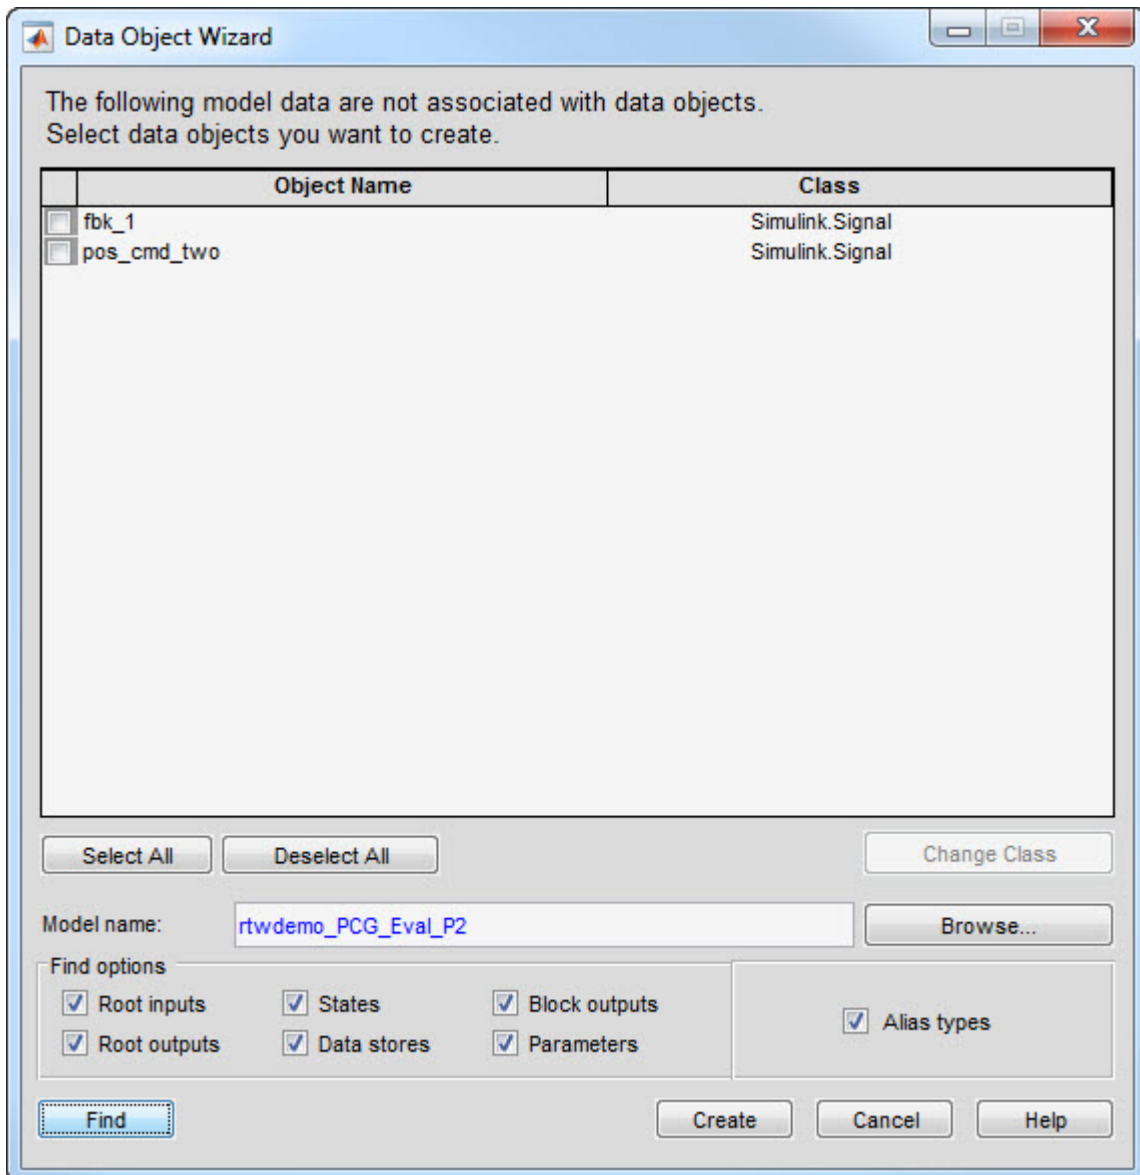 Data Object Wizard
The following model data are not associated with data objects.
Select data objects you want to create.
Object Name Class
fbk_1 Simulink.Signal
pos_cmd_two Simulink.Signal
Select All Deselect All Change Class
Model name: rtwdemo_PCG_Eval_P2 Browse...
Find options
Root inputs States Block outputs
Alias types
Root outputs Data stores Parameters
Find Create Cancel Help